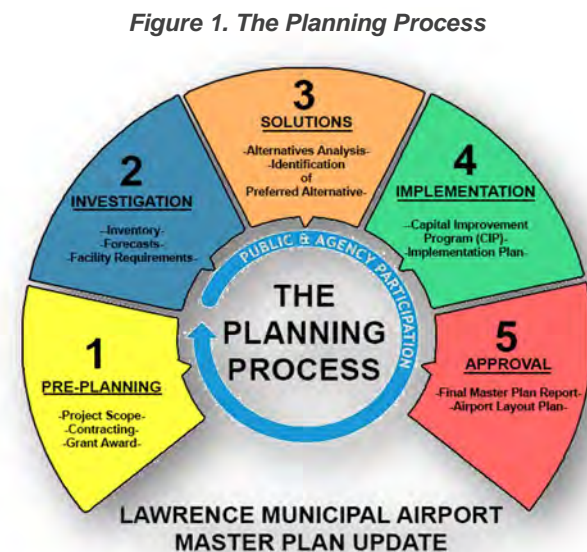 Figure 1. The Planning Process
1
PRE-PLANNING
-Project Scope-
-Contracting-
-Grant Award-
2
INVESTIGATION
--Inventory-
-Forecasts-
-Facility Requirements-
3
SOLUTIONS
-Alternatives Analysis-
-Identification
of
Preferred Alternative-
4
IMPLEMENTATION
--Capital Improvement
Program (CIP)-
-Implementation Plan-
5
APPROVAL
-Final Master Plan Report-
-Airport Layout Plan-
PUBLIC & AGENCY PARTICIPATION
THE
PLANNING
PROCESS
LAWRENCE MUNICIPAL AIRPORT
MASTER PLAN UPDATE